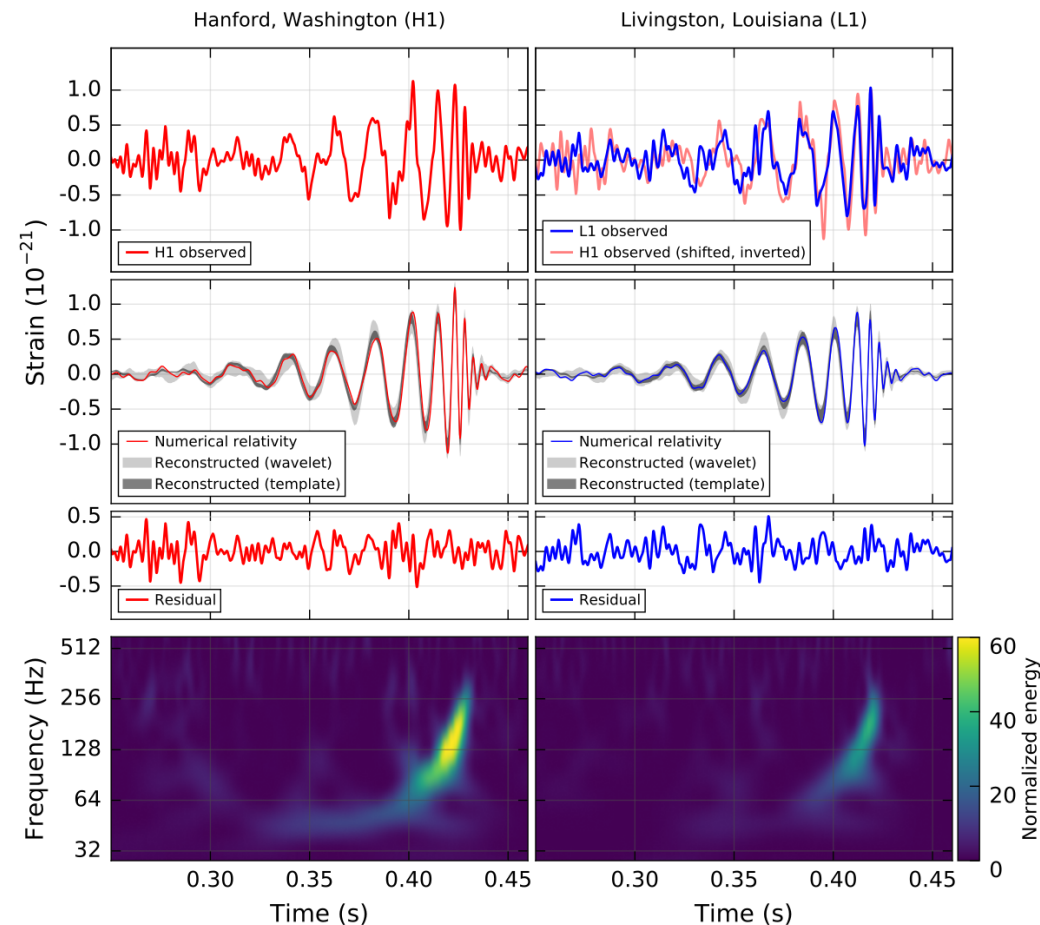 Hanford, Washington (H1)
Livingston, Louisiana (L1)
Strain (10⁻²¹)
1.0
0.5
0.0
-0.5
-1.0
H1 observed
L1 observed
H1 observed (shifted, inverted)
1.0
0.5
0.0
-0.5
-1.0
Numerical relativity
Reconstructed (wavelet)
Reconstructed (template)
Numerical relativity
Reconstructed (wavelet)
Reconstructed (template)
0.5
0.0
-0.5
Residual
Residual
Frequency (Hz)
512
256
128
64
32
0.30
0.35
0.40
0.45
Time (s)
0.30
0.35
0.40
0.45
Time (s)
60
40
20
0
Normalized energy